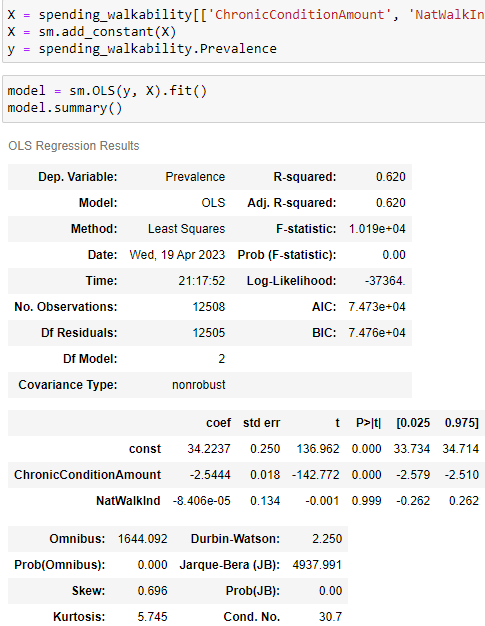 X = spending_walkability[['ChronicConditionAmount', 'NatWalkIn
X = sm.add_constant(X)
y = spending_walkability.Prevalence
model = sm.OLS(y, X).fit()
model.summary()
OLS Regression Results
Dep. Variable: Prevalence R-squared: 0.620
Model: OLS Adj. R-squared: 0.620
Method: Least Squares F-statistic: 1.019e+04
Date: Wed, 19 Apr 2023 Prob (F-statistic): 0.00
Time: 21:17:52 Log-Likelihood: -37364.
No. Observations: 12508 AIC: 7.473e+04
Df Residuals: 12505 BIC: 7.476e+04
Df Model: 2
Covariance Type: nonrobust
coef std err t P>|t| [0.025 0.975]
const 34.2237 0.250 136.962 0.000 33.734 34.714
ChronicConditionAmount -2.5444 0.018 -142.772 0.000 -2.579 -2.510
NatWalkInd -8.406e-05 0.134 -0.001 0.999 -0.262 0.262
Omnibus: 1644.092 Durbin-Watson: 2.250
Prob(Omnibus): 0.000 Jarque-Bera (JB): 4937.991
Skew: 0.696 Prob(JB): 0.00
Kurtosis: 5.745 Cond. No. 30.7